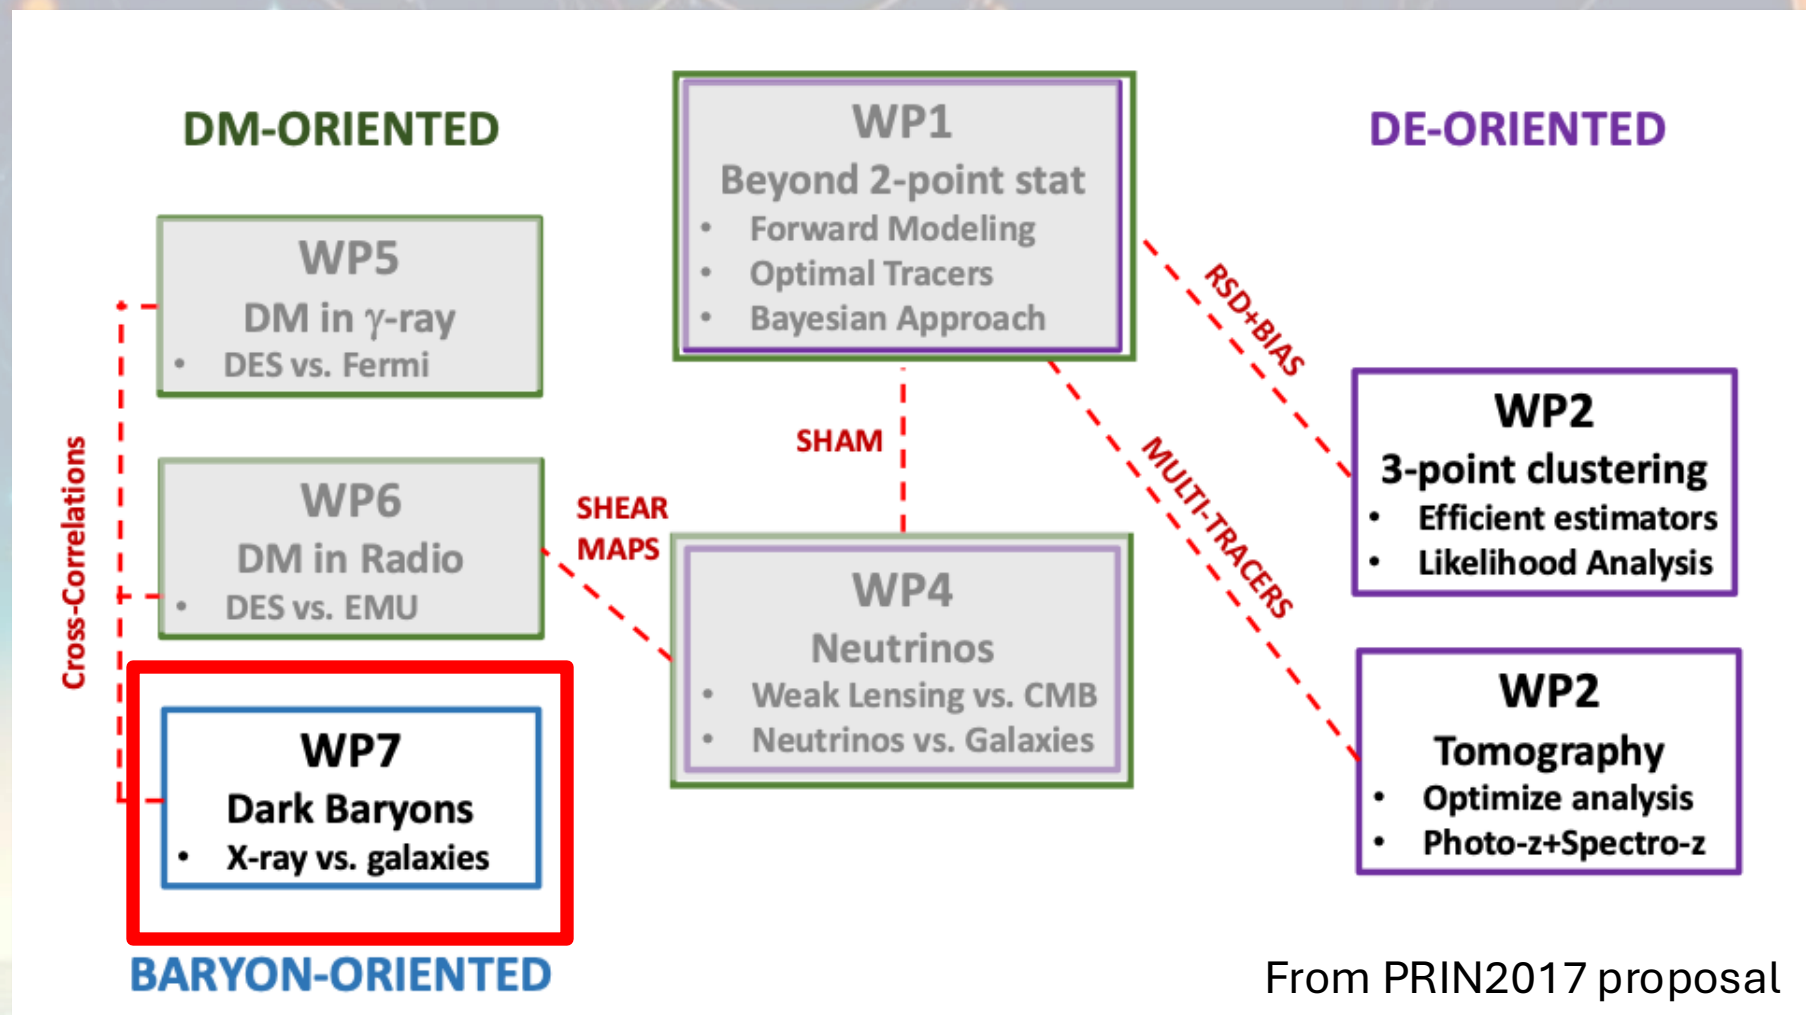 DM-ORIENTED
WP1
Beyond 2-point stat
• Forward Modeling
• Optimal Tracers
• Bayesian Approach
DE-ORIENTED
WP5
DM in γ-ray
• DES vs. Fermi
WP6
DM in Radio
• DES vs. EMU
Cross-Correlations
WP7
Dark Baryons
• X-ray vs. galaxies
BARYON-ORIENTED
SHAM
SHEAR
MAPS
WP4
Neutrinos
• Weak Lensing vs. CMB
• Neutrinos vs. Galaxies
RSD+BIAS
MULTI-TRACERS
WP2
3-point clustering
• Efficient estimators
• Likelihood Analysis
WP2
Tomography
• Optimize analysis
• Photo-z+Spectro-z
From PRIN2017 proposal